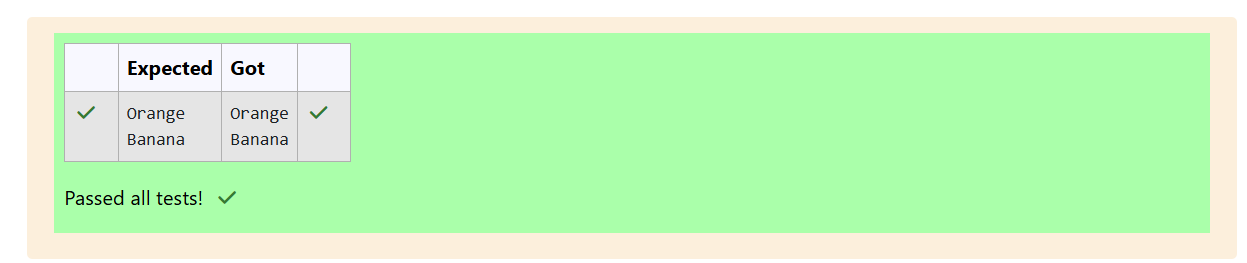 Expected Got
Orange Orange
Banana Banana
Passed all tests!